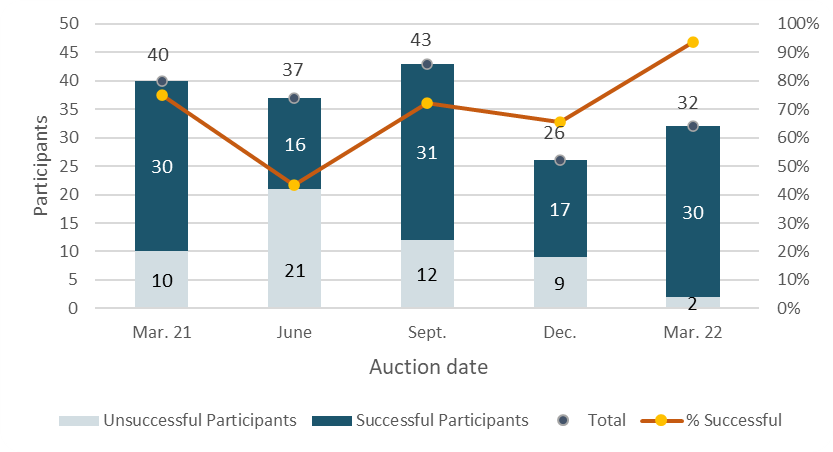 50 100%
45 90%
40 80%
35 70%
30 60%
25 50%
20 40%
15 30%
10 20%
5 10%
0 0%
Participants
40 37 43 26 32
30 16 31 17 30
10 21 12 9 2
Mar. 21 June Sept. Dec. Mar. 22
Auction date
Unsuccessful Participants Successful Participants Total % Successful